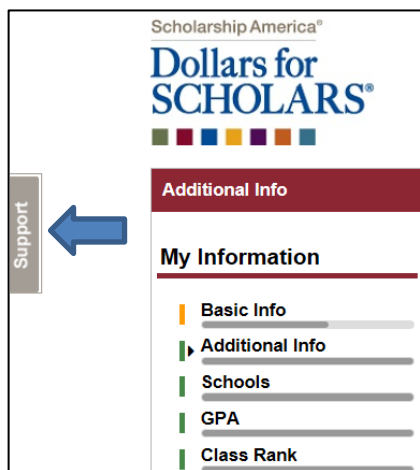 Scholarship America®
Dollars for
SCHOLARS®
Support
Additional Info
My Information
Basic Info
Additional Info
Schools
GPA
Class Rank